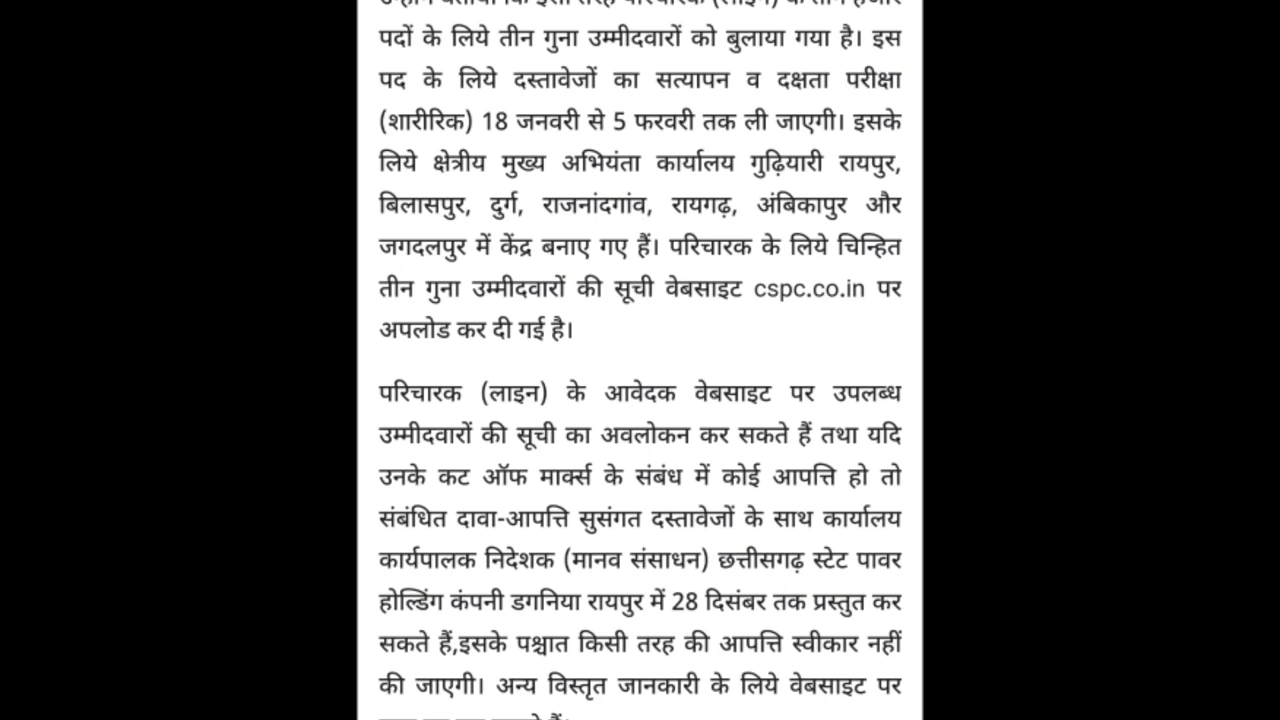 पदों के लिये तीन गुना उम्मीदवारों को बुलाया गया है। इस
पद के लिये दस्तावेजों का सत्यापन व दक्षता परीक्षा
(शारीरिक) 18 जनवरी से 5 फरवरी तक ली जाएगी। इसके
लिये क्षेत्रीय मुख्य अभियंता कार्यालय गुढ़ियारी रायपुर,
बिलासपुर, दुर्ग, राजनांदगांव, रायगढ़, अंबिकापुर और
जगदलपुर में केंद्र बनाए गए हैं। परिचारक के लिये चिन्हित
तीन गुना उम्मीदवारों की सूची वेबसाइट cspc.co.in पर
अपलोड कर दी गई है।
परिचारक (लाइन) के आवेदक वेबसाइट पर उपलब्ध
उम्मीदवारों की सूची का अवलोकन कर सकते हैं तथा यदि
उनके कट ऑफ मार्क्स के संबंध में कोई आपत्ति हो तो
संबंधित दावा-आपत्ति सुसंगत दस्तावेजों के साथ कार्यालय
कार्यपालक निदेशक (मानव संसाधन) छत्तीसगढ़ स्टेट पावर
होल्डिंग कंपनी डगनिया रायपुर में 28 दिसंबर तक प्रस्तुत कर
सकते हैं,इसके पश्चात किसी तरह की आपत्ति स्वीकार नहीं
की जाएगी। अन्य विस्तृत जानकारी के लिये वेबसाइट पर